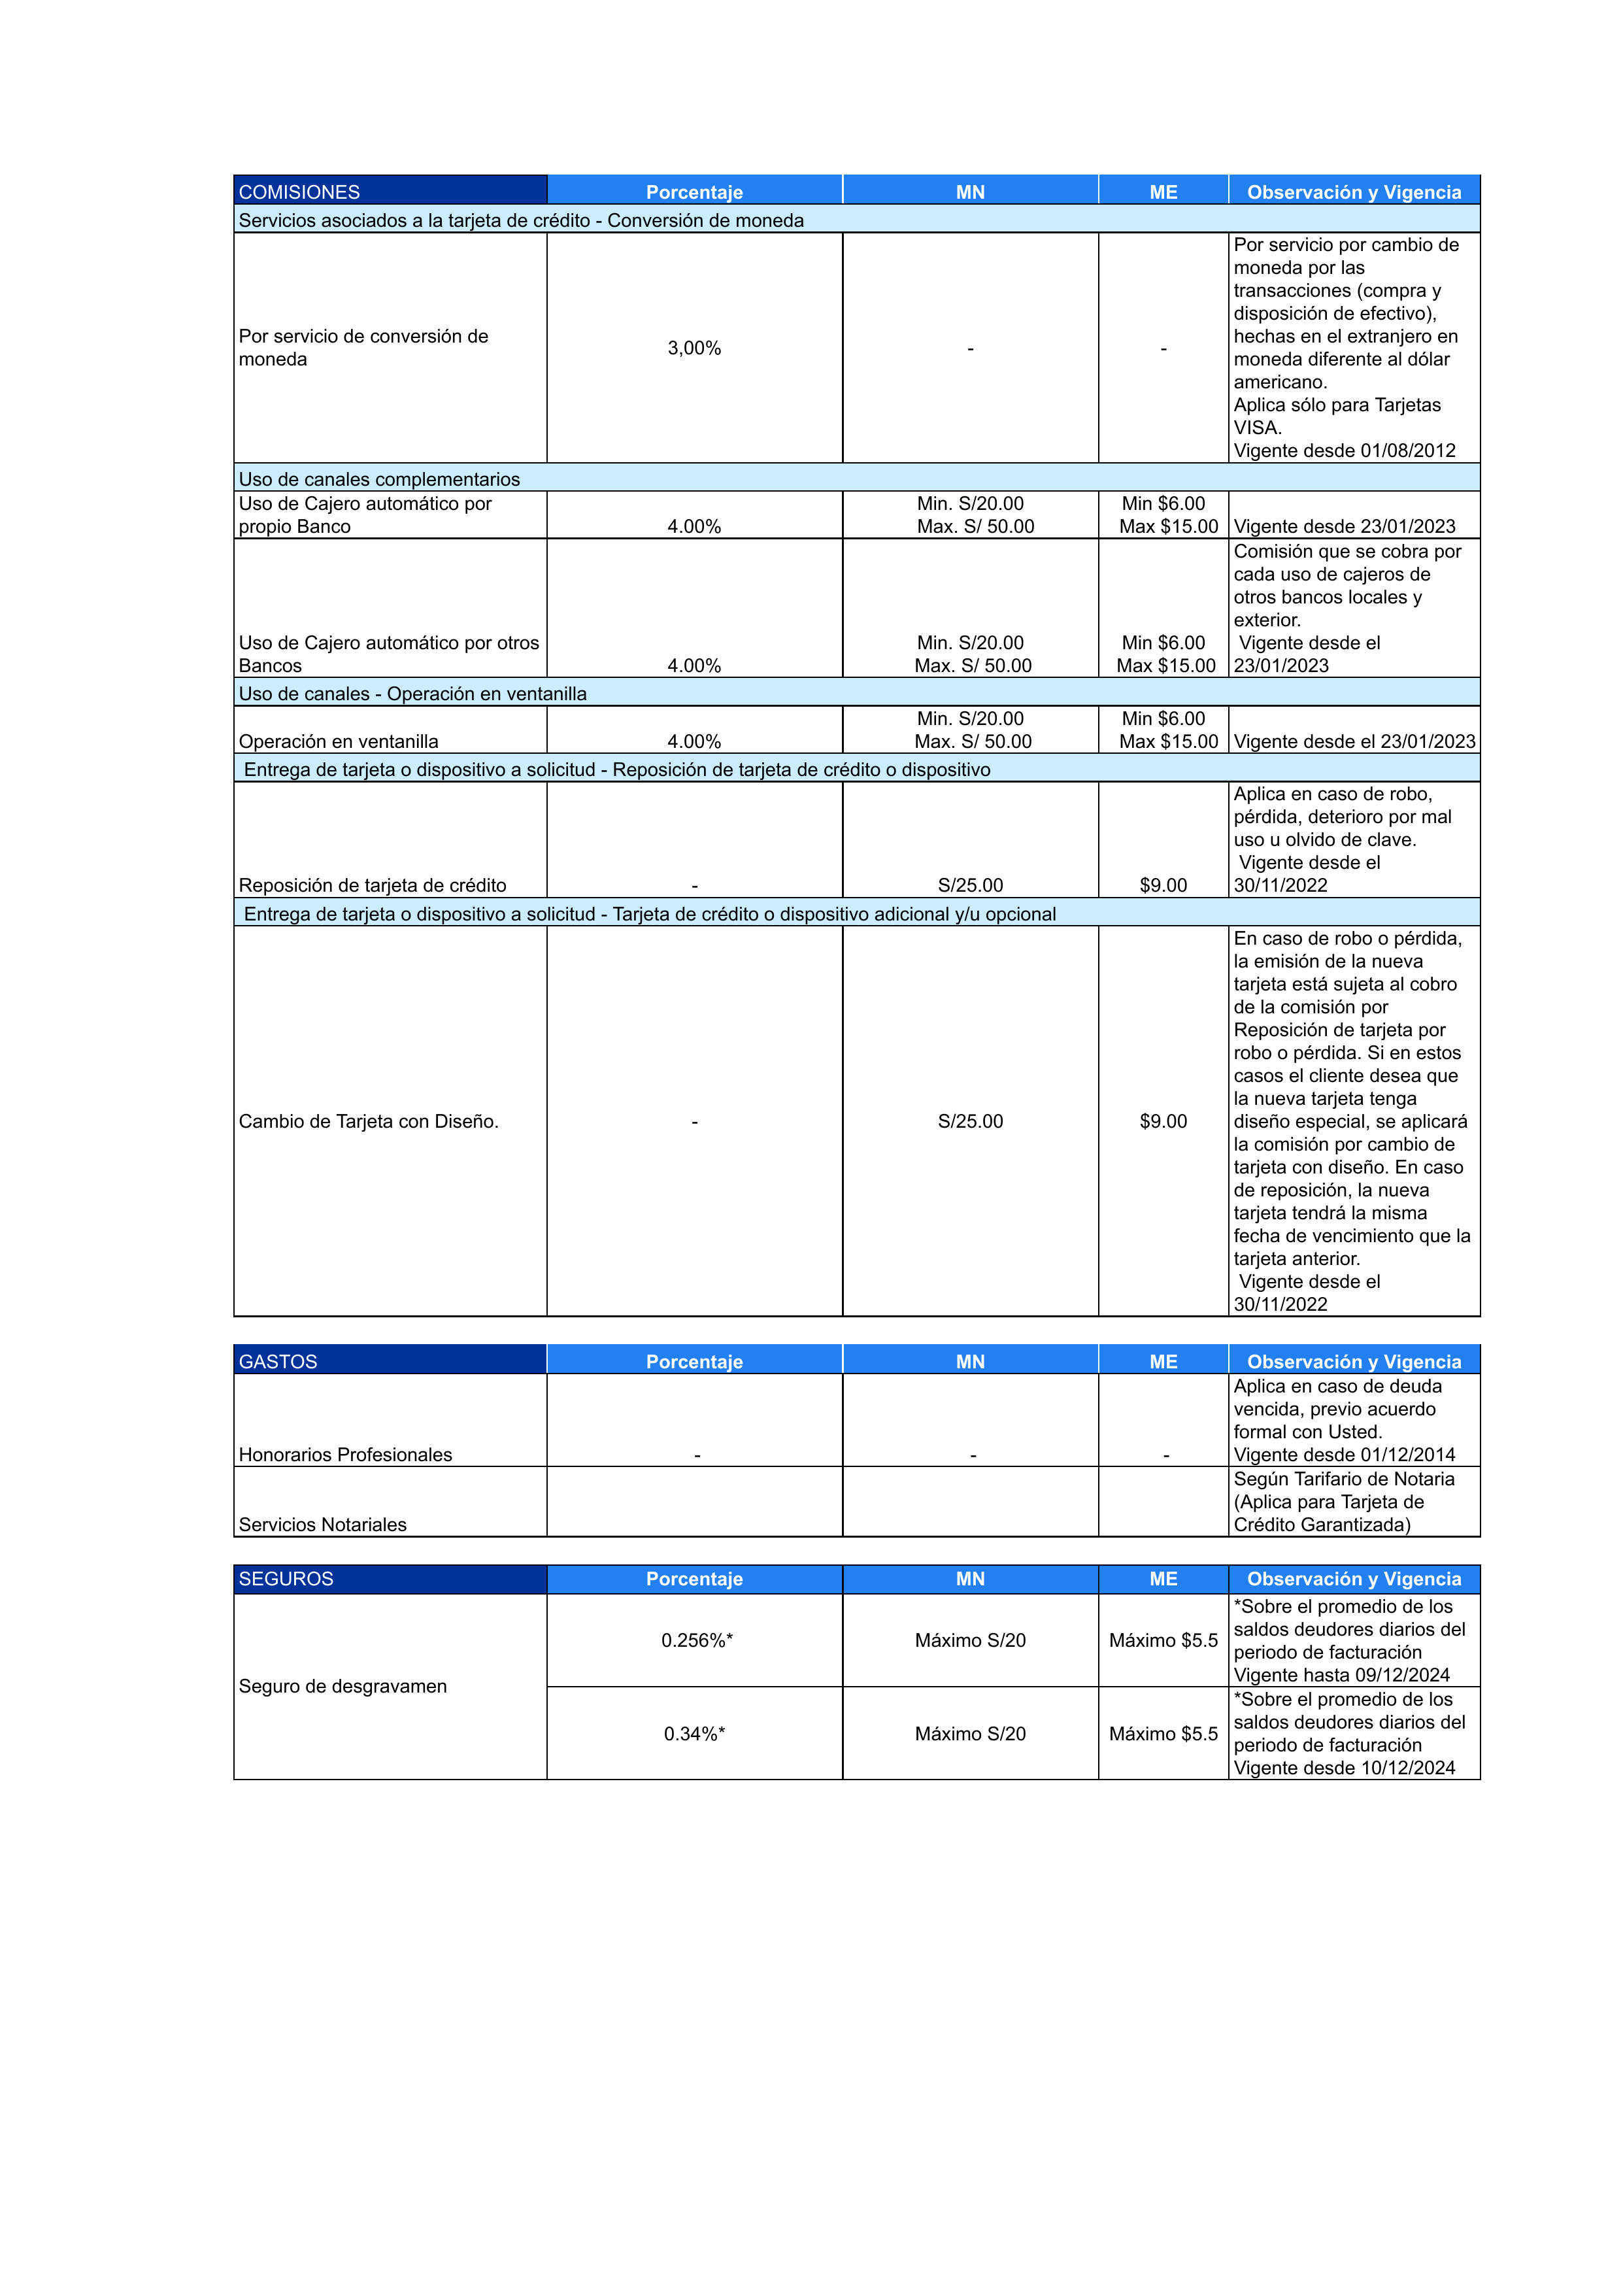 COMISIONES Porcentaje MN ME Observación y Vigencia
Servicios asociados a la tarjeta de crédito - Conversión de moneda
Por servicio de conversión de
moneda
3,00%
-
-
Por servicio por cambio de
moneda por las
transacciones (compra y
disposición de efectivo),
hechas en el extranjero en
moneda diferente al dólar
americano.
Aplica sólo para Tarjetas
VISA.
Vigente desde 01/08/2012
Uso de canales complementarios
Uso de Cajero automático por
propio Banco
4.00%
Min. S/20.00
Max. S/ 50.00
Min $6.00
Max $15.00
Vigente desde 23/01/2023
Uso de Cajero automático por otros
Bancos
4.00%
Min. S/20.00
Max. S/ 50.00
Min $6.00
Max $15.00
Comisión que se cobra por
cada uso de cajeros de
otros bancos locales y
exterior.
Vigente desde el
23/01/2023
Uso de canales - Operación en ventanilla
Operación en ventanilla
4.00%
Min. S/20.00
Max. S/ 50.00
Min $6.00
Max $15.00
Vigente desde el 23/01/2023
Entrega de tarjeta o dispositivo a solicitud - Reposición de tarjeta de crédito o dispositivo
Reposición de tarjeta de crédito
-
S/25.00
$9.00
Aplica en caso de robo,
pérdida, deterioro por mal
uso u olvido de clave.
Vigente desde el
30/11/2022
Entrega de tarjeta o dispositivo a solicitud - Tarjeta de crédito o dispositivo adicional y/u opcional
Cambio de Tarjeta con Diseño.
-
S/25.00
$9.00
En caso de robo o pérdida,
la emisión de la nueva
tarjeta está sujeta al cobro
de la comisión por
Reposición de tarjeta por
robo o pérdida. Si en estos
casos el cliente desea que
la nueva tarjeta tenga
diseño especial, se aplicará
la comisión por cambio de
tarjeta con diseño. En caso
de reposición, la nueva
tarjeta tendrá la misma
fecha de vencimiento que la
tarjeta anterior.
Vigente desde el
30/11/2022
GASTOS Porcentaje MN ME Observación y Vigencia
Honorarios Profesionales
-
-
-
Aplica en caso de deuda
vencida, previo acuerdo
formal con Usted.
Vigente desde 01/12/2014
Servicios Notariales
Según Tarifario de Notaria
(Aplica para Tarjeta de
Crédito Garantizada)
SEGUROS Porcentaje MN ME Observación y Vigencia
Seguro de desgravamen
0.256%*
Máximo S/20
Máximo $5.5
*Sobre el promedio de los
saldos deudores diarios del
periodo de facturación
Vigente hasta 09/12/2024
0.34%*
Máximo S/20
Máximo $5.5
*Sobre el promedio de los
saldos deudores diarios del
periodo de facturación
Vigente desde 10/12/2024